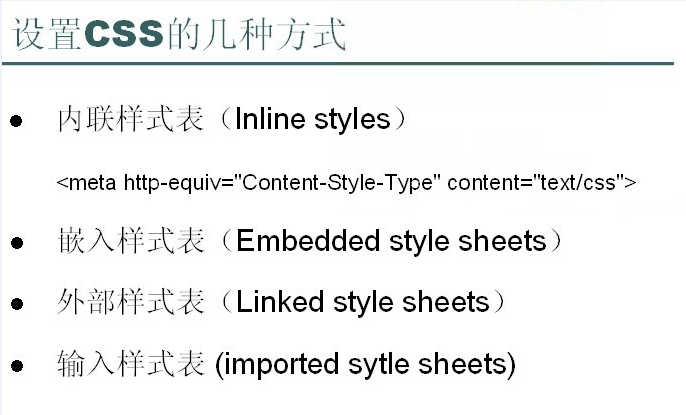 设置CSS的几种方式
● 内联样式表（Inline styles）
<meta http-equiv="Content-Style-Type" content="text/css">
● 嵌入样式表（Embedded style sheets）
● 外部样式表（Linked style sheets）
● 输入样式表 (imported sytle sheets)